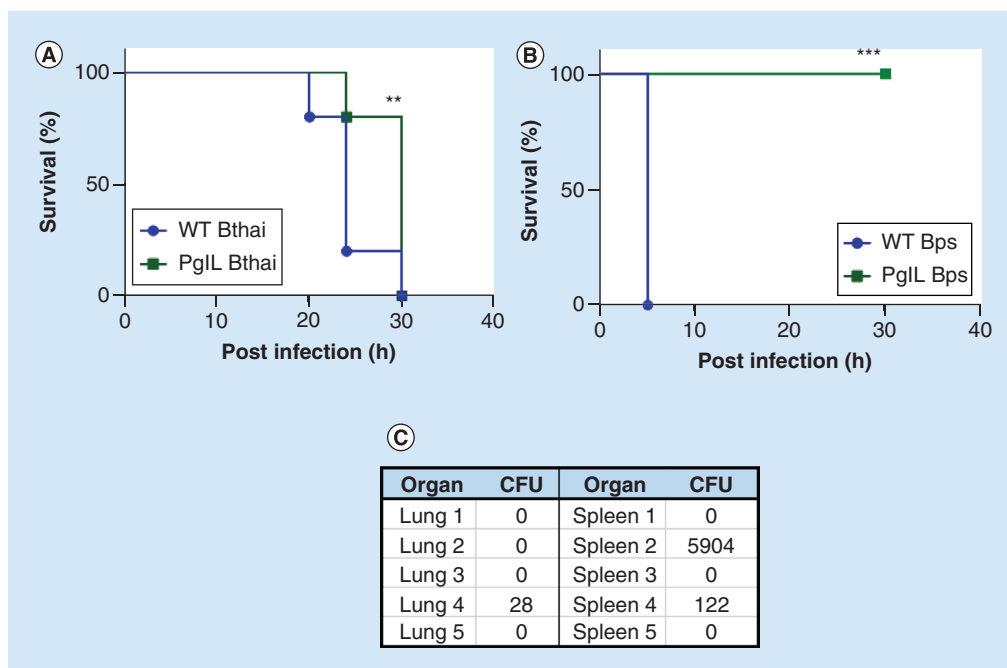 A
100
50
0
Survival (%)
**
WT Bthai
PgIL Bthai
0 10 20 30 40
Post infection (h)
B
100
50
0
Survival (%)
***
WT Bps
PgIL Bps
0 10 20 30 40
Post infection (h)
C
Organ CFU Organ CFU
Lung 1 0 Spleen 1 0
Lung 2 0 Spleen 2 5904
Lung 3 0 Spleen 3 0
Lung 4 28 Spleen 4 122
Lung 5 0 Spleen 5 0